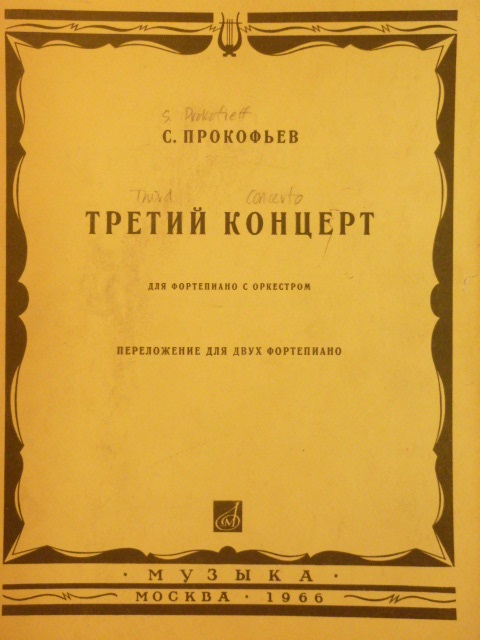 S. Prokofieff
С. ПРОКОФЬЕВ
Third Concerto
ТРЕТИЙ КОНЦЕРТ
ДЛЯ ФОРТЕПИАНО С ОРКЕСТРОМ
ПЕРЕЛОЖЕНИЕ ДЛЯ ДВУХ ФОРТЕПИАНО
· МУЗЫКА ·
МОСКВА · 1966